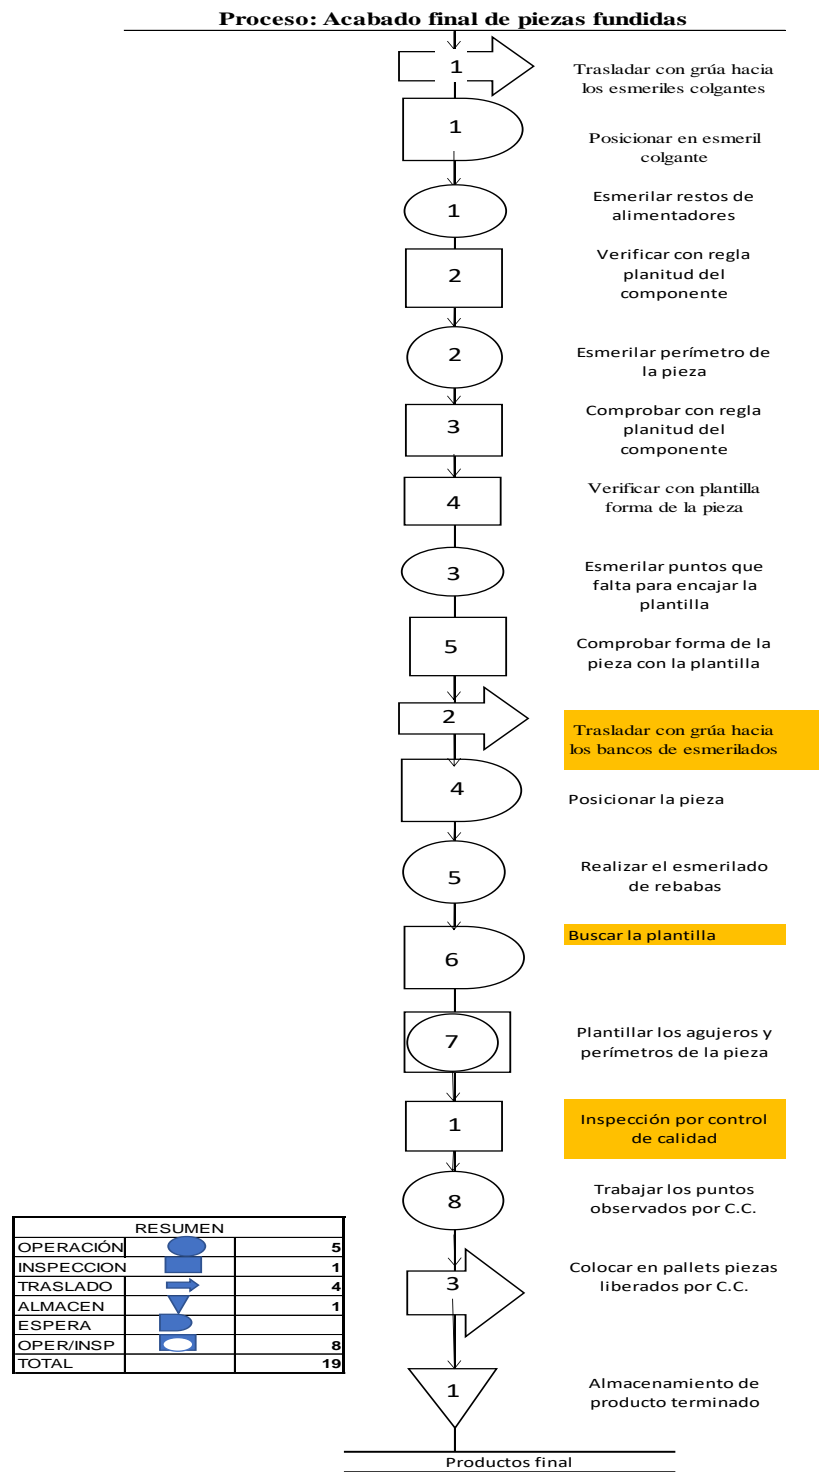 Proceso: Acabado final de piezas fundidas
1
Trasladar con grúa hacia
los esmeriles colgantes
1
Posicionar en esmeril
colgante
1
Esmerilar restos de
alimentadores
2
Verificar con regla
planitud del
componente
2
Esmerilar perímetro de
la pieza
3
Comprobar con regla
planitud del
componente
4
Verificar con plantilla
forma de la pieza
3
Esmerilar puntos que
falta para encajar la
plantilla
5
Comprobar forma de la
pieza con la plantilla
2
Trasladar con grúa hacia
los bancos de esmerilados
4
Posicionar la pieza
5
Realizar el esmerilado
de rebabas
6
Buscar la plantilla
7
Plantillar los agujeros y
perímetros de la pieza
1
Inspección por control
de calidad
8
Trabajar los puntos
observados por C.C.
3
Colocar en pallets piezas
liberados por C.C.
1
Almacenamiento de
producto terminado
Productos final
RESUMEN
OPERACIÓN 5
INSPECCION 1
TRASLADO 4
ALMACEN 1
ESPERA
OPER/INSP 8
TOTAL 19